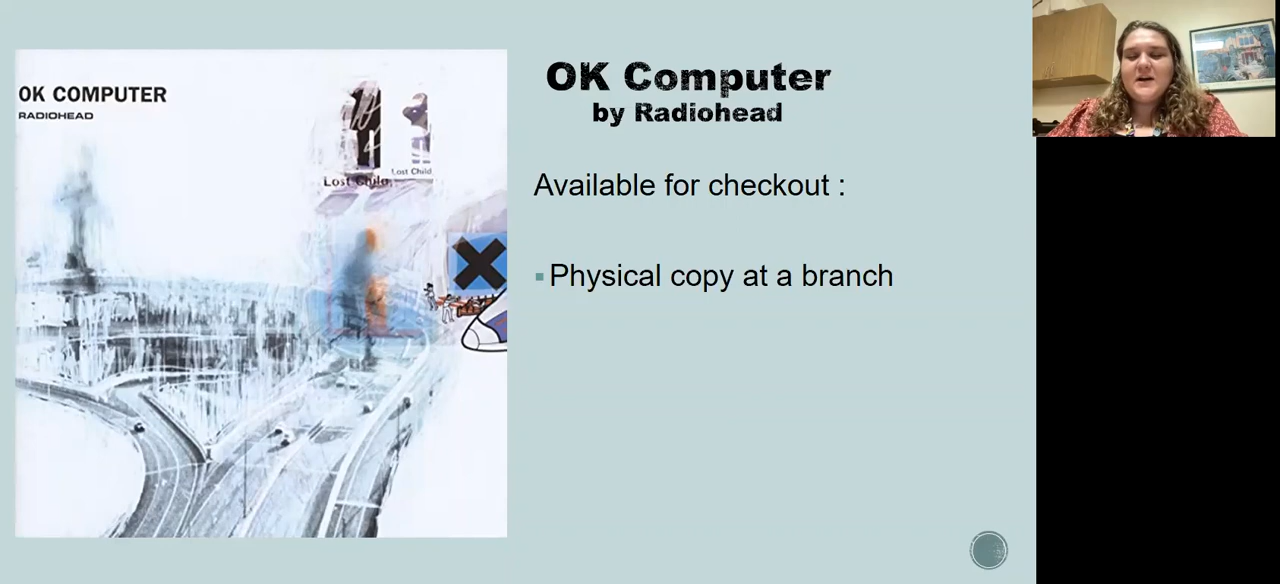 OK COMPUTER
RADIOHEAD
Lost Child
Lost Child
OK Computer
by Radiohead
Available for checkout :
Physical copy at a branch